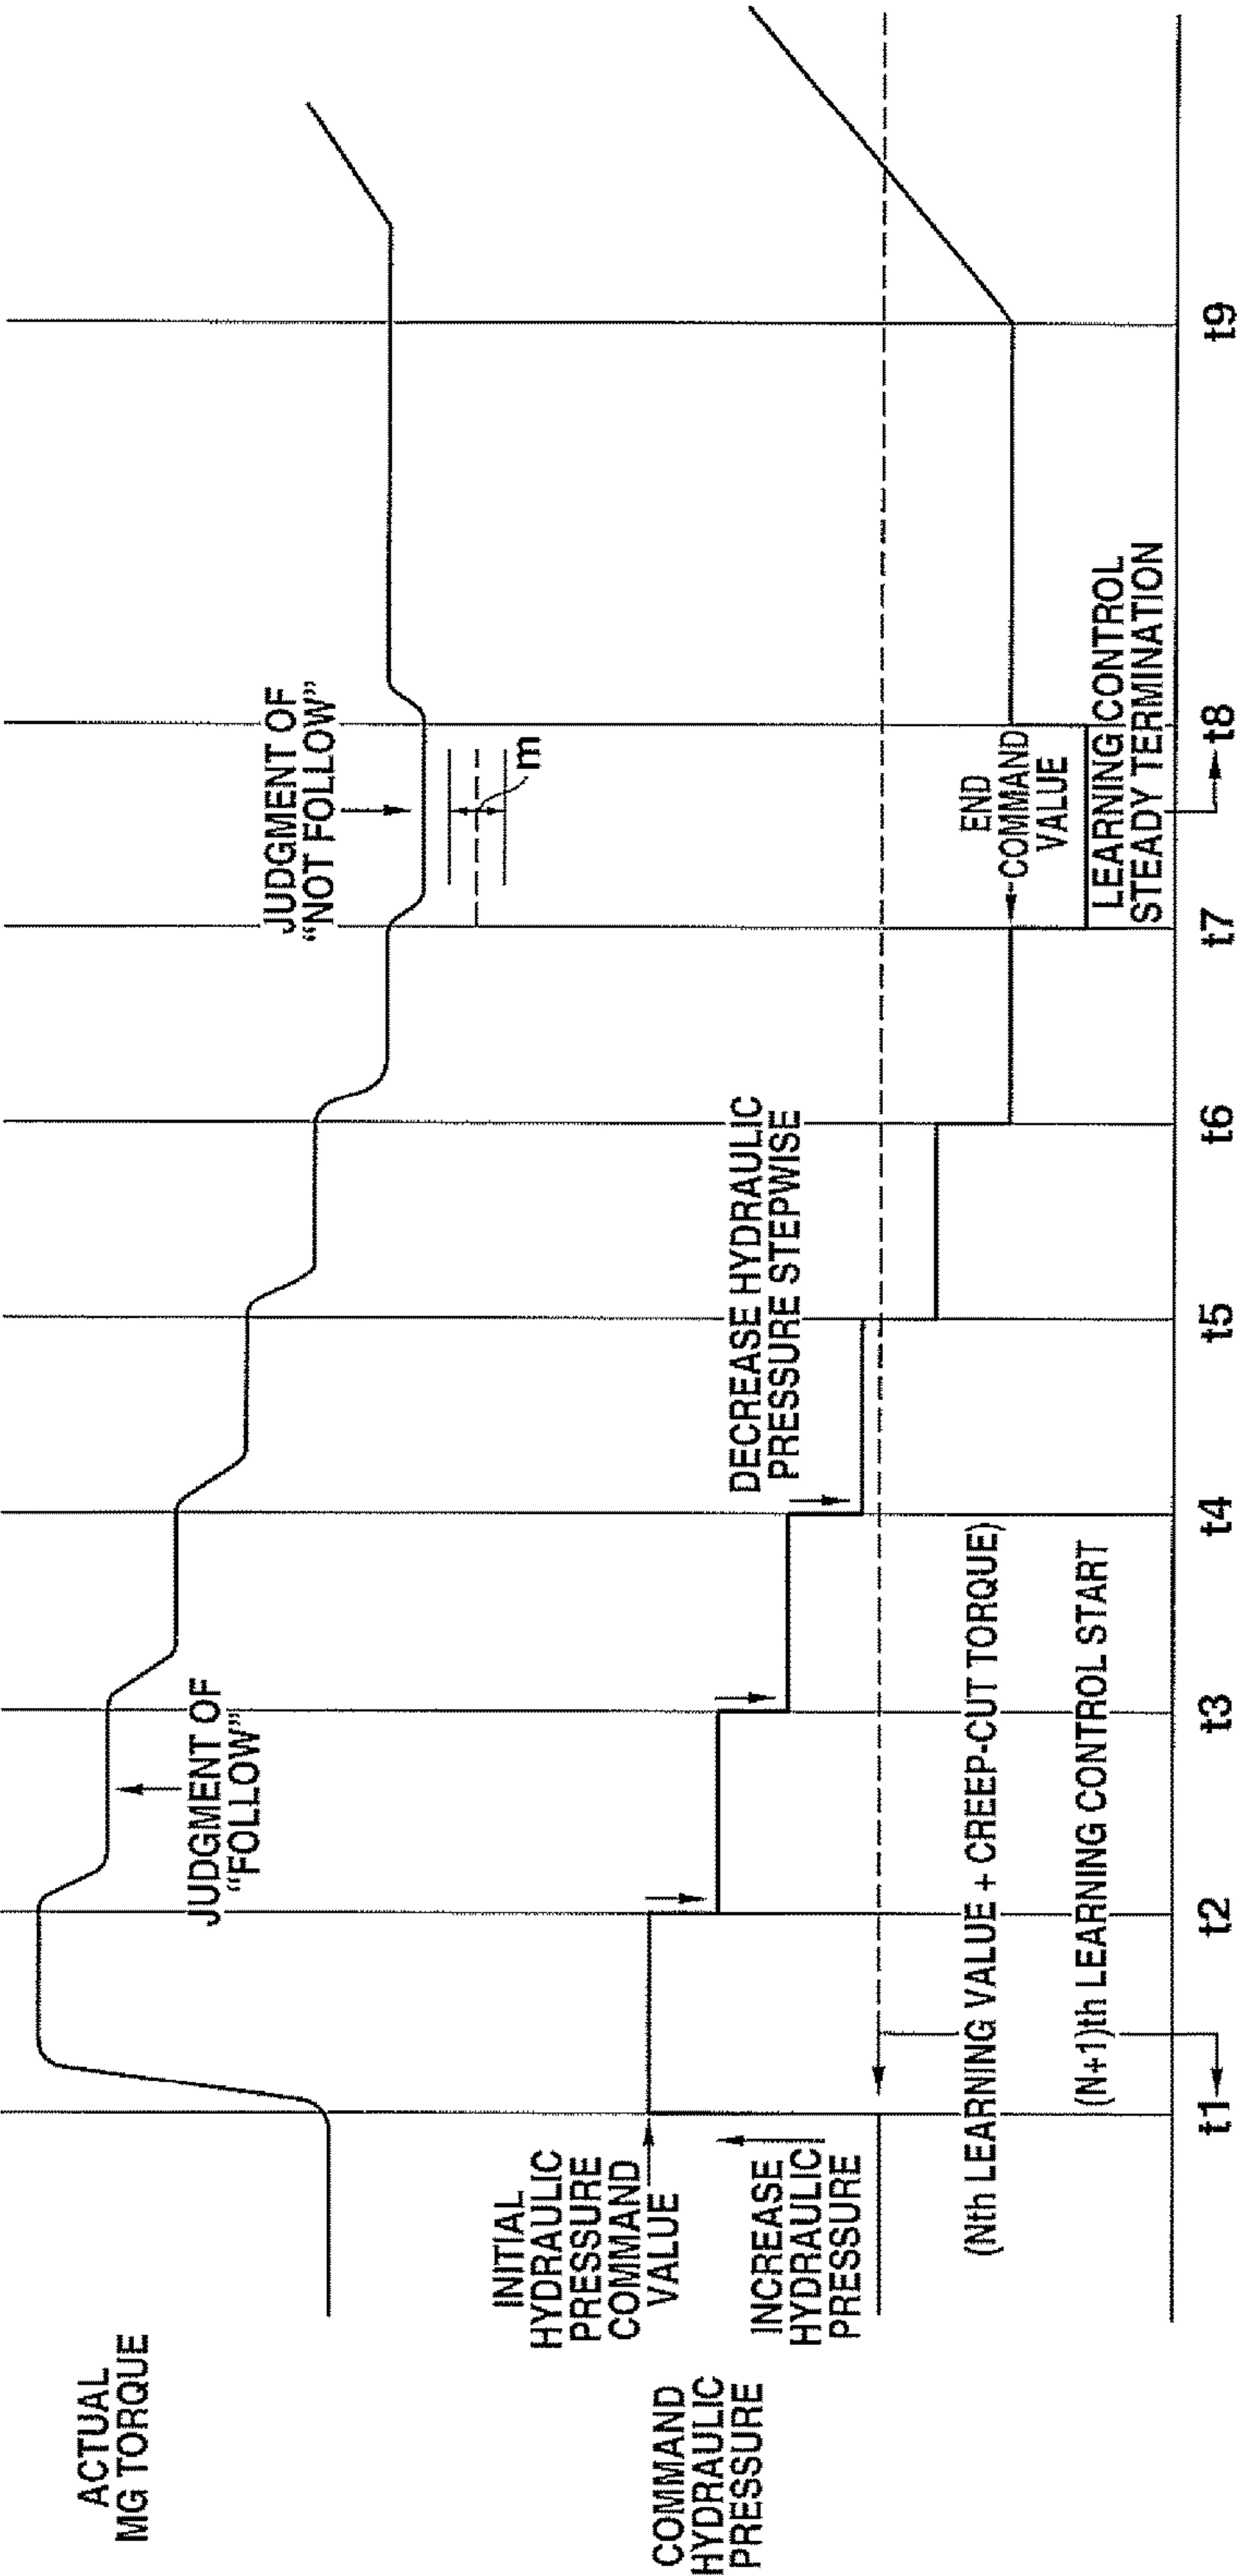 ACTUAL
MG TORQUE
JUDGMENT OF
“FOLLOW”
JUDGMENT OF
“NOT FOLLOW”
m
COMMAND
HYDRAULIC
PRESSURE
INITIAL
HYDRAULIC
PRESSURE
COMMAND
VALUE
INCREASE
HYDRAULIC
PRESSURE
DECREASE HYDRAULIC
PRESSURE STEPWISE
END
COMMAND
VALUE
(Nth LEARNING VALUE + CREEP-CUT TORQUE)
(N+1)th LEARNING CONTROL START
LEARNING CONTROL
STEADY TERMINATION
t1 t2 t3 t4 t5 t6 t7 t8 t9